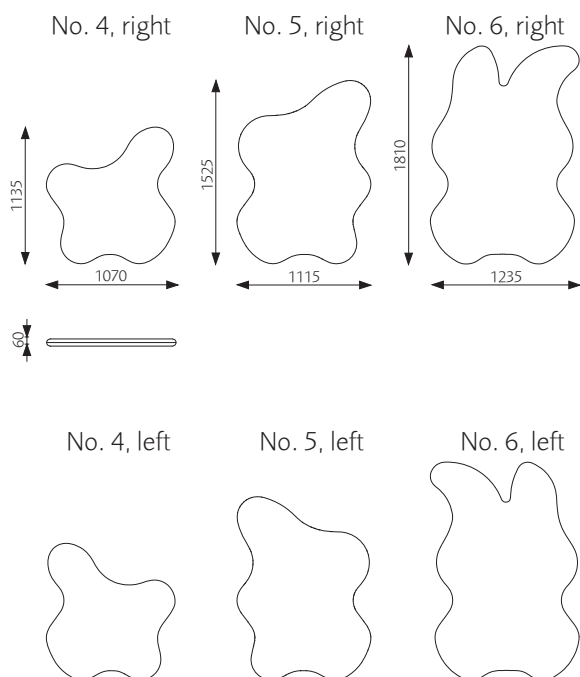 No. 4, right
No. 5, right
No. 6, right
1135
1070
1525
1115
1810
1235
60
No. 4, left
No. 5, left
No. 6, left